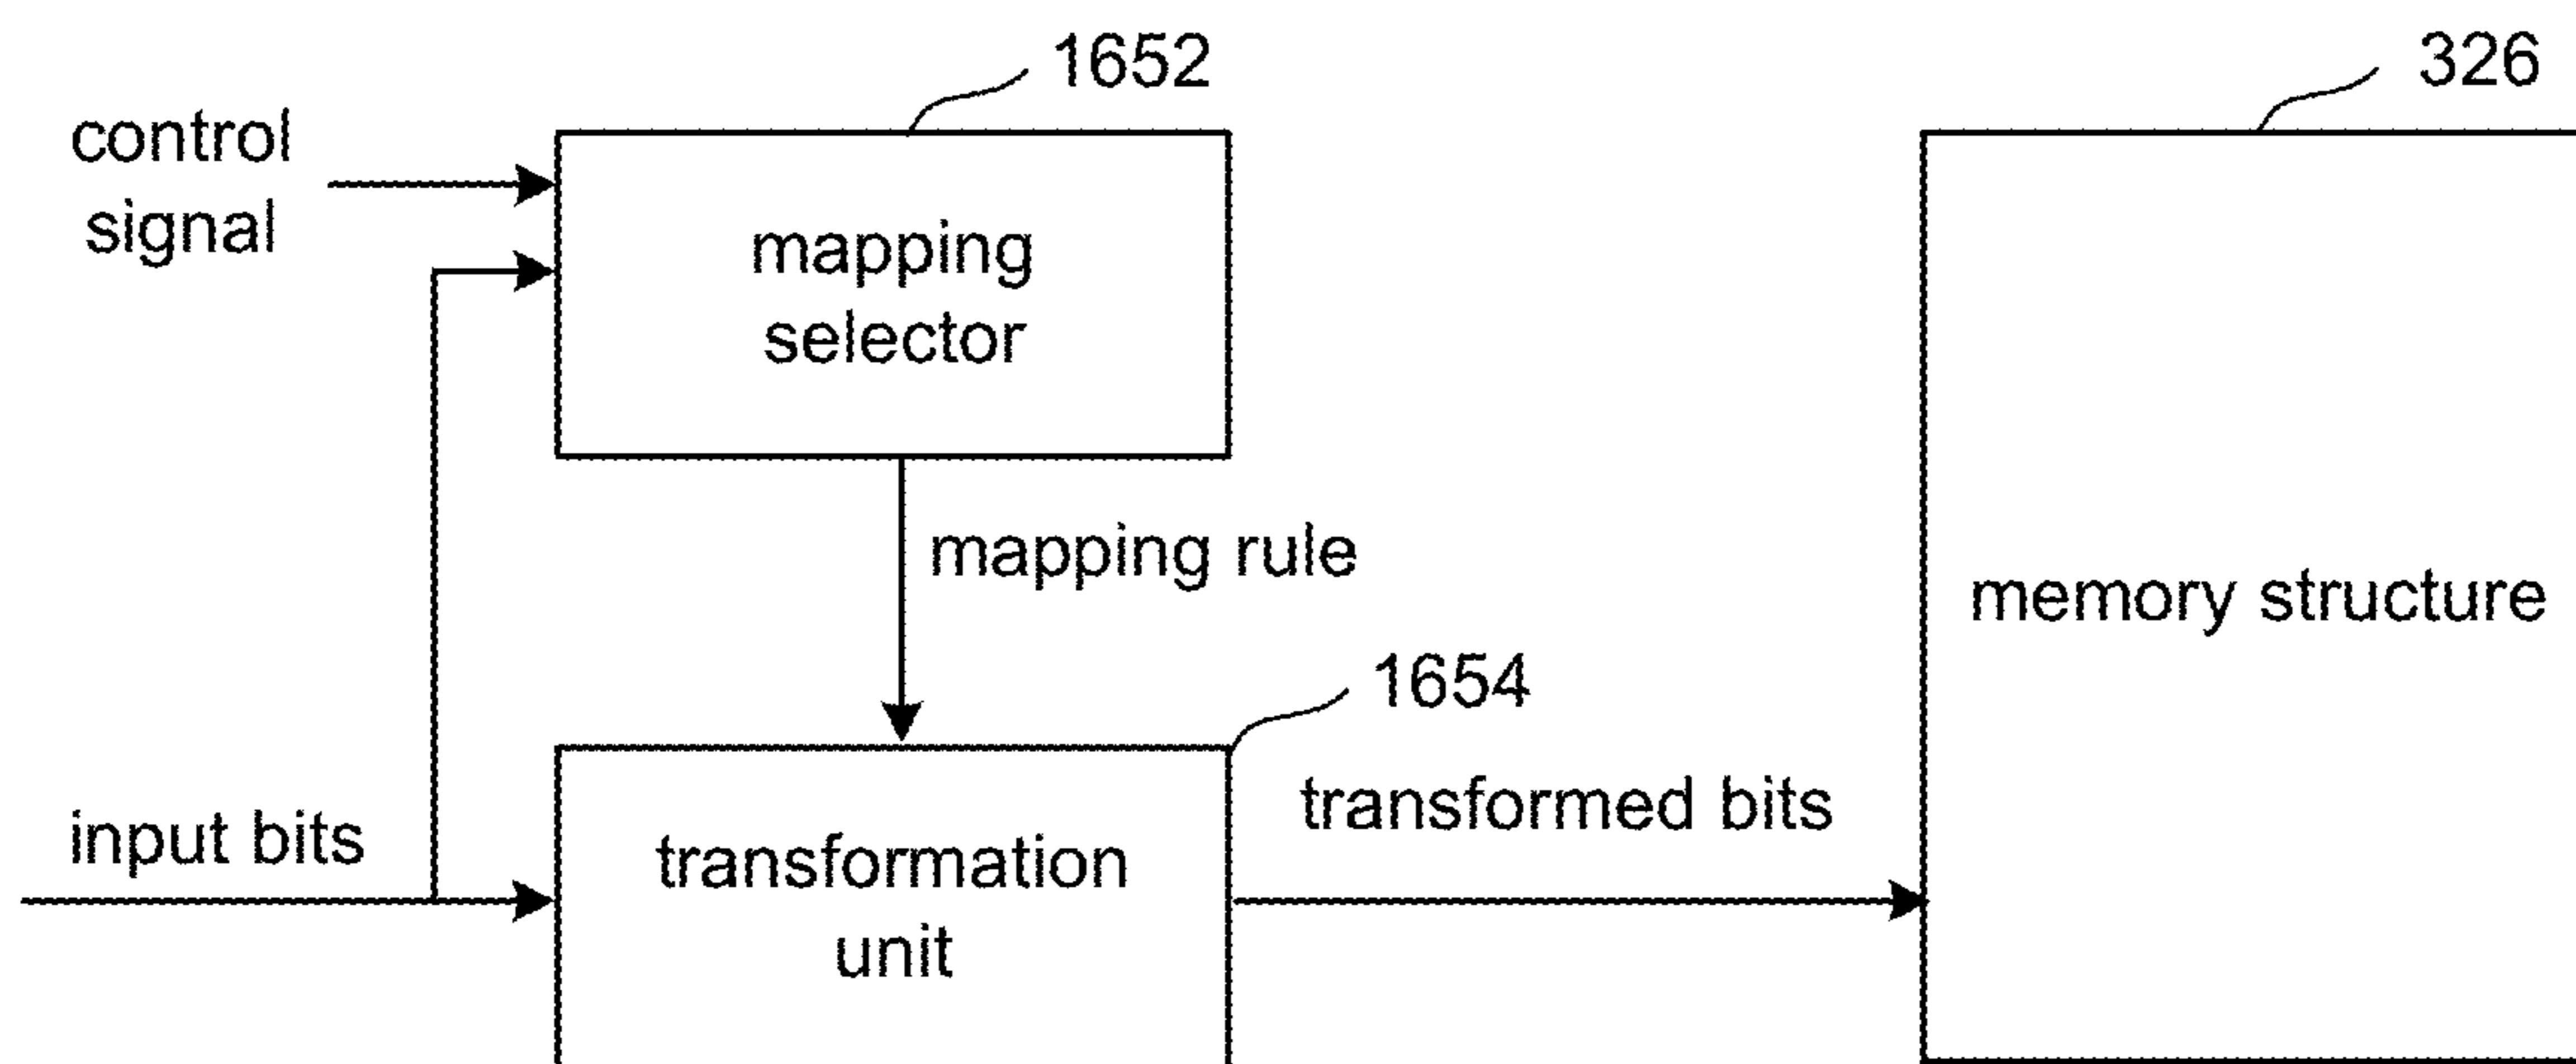 1652
326
control
signal
mapping
selector
mapping rule
memory structure
1654
input bits
transformed bits
transformation
unit